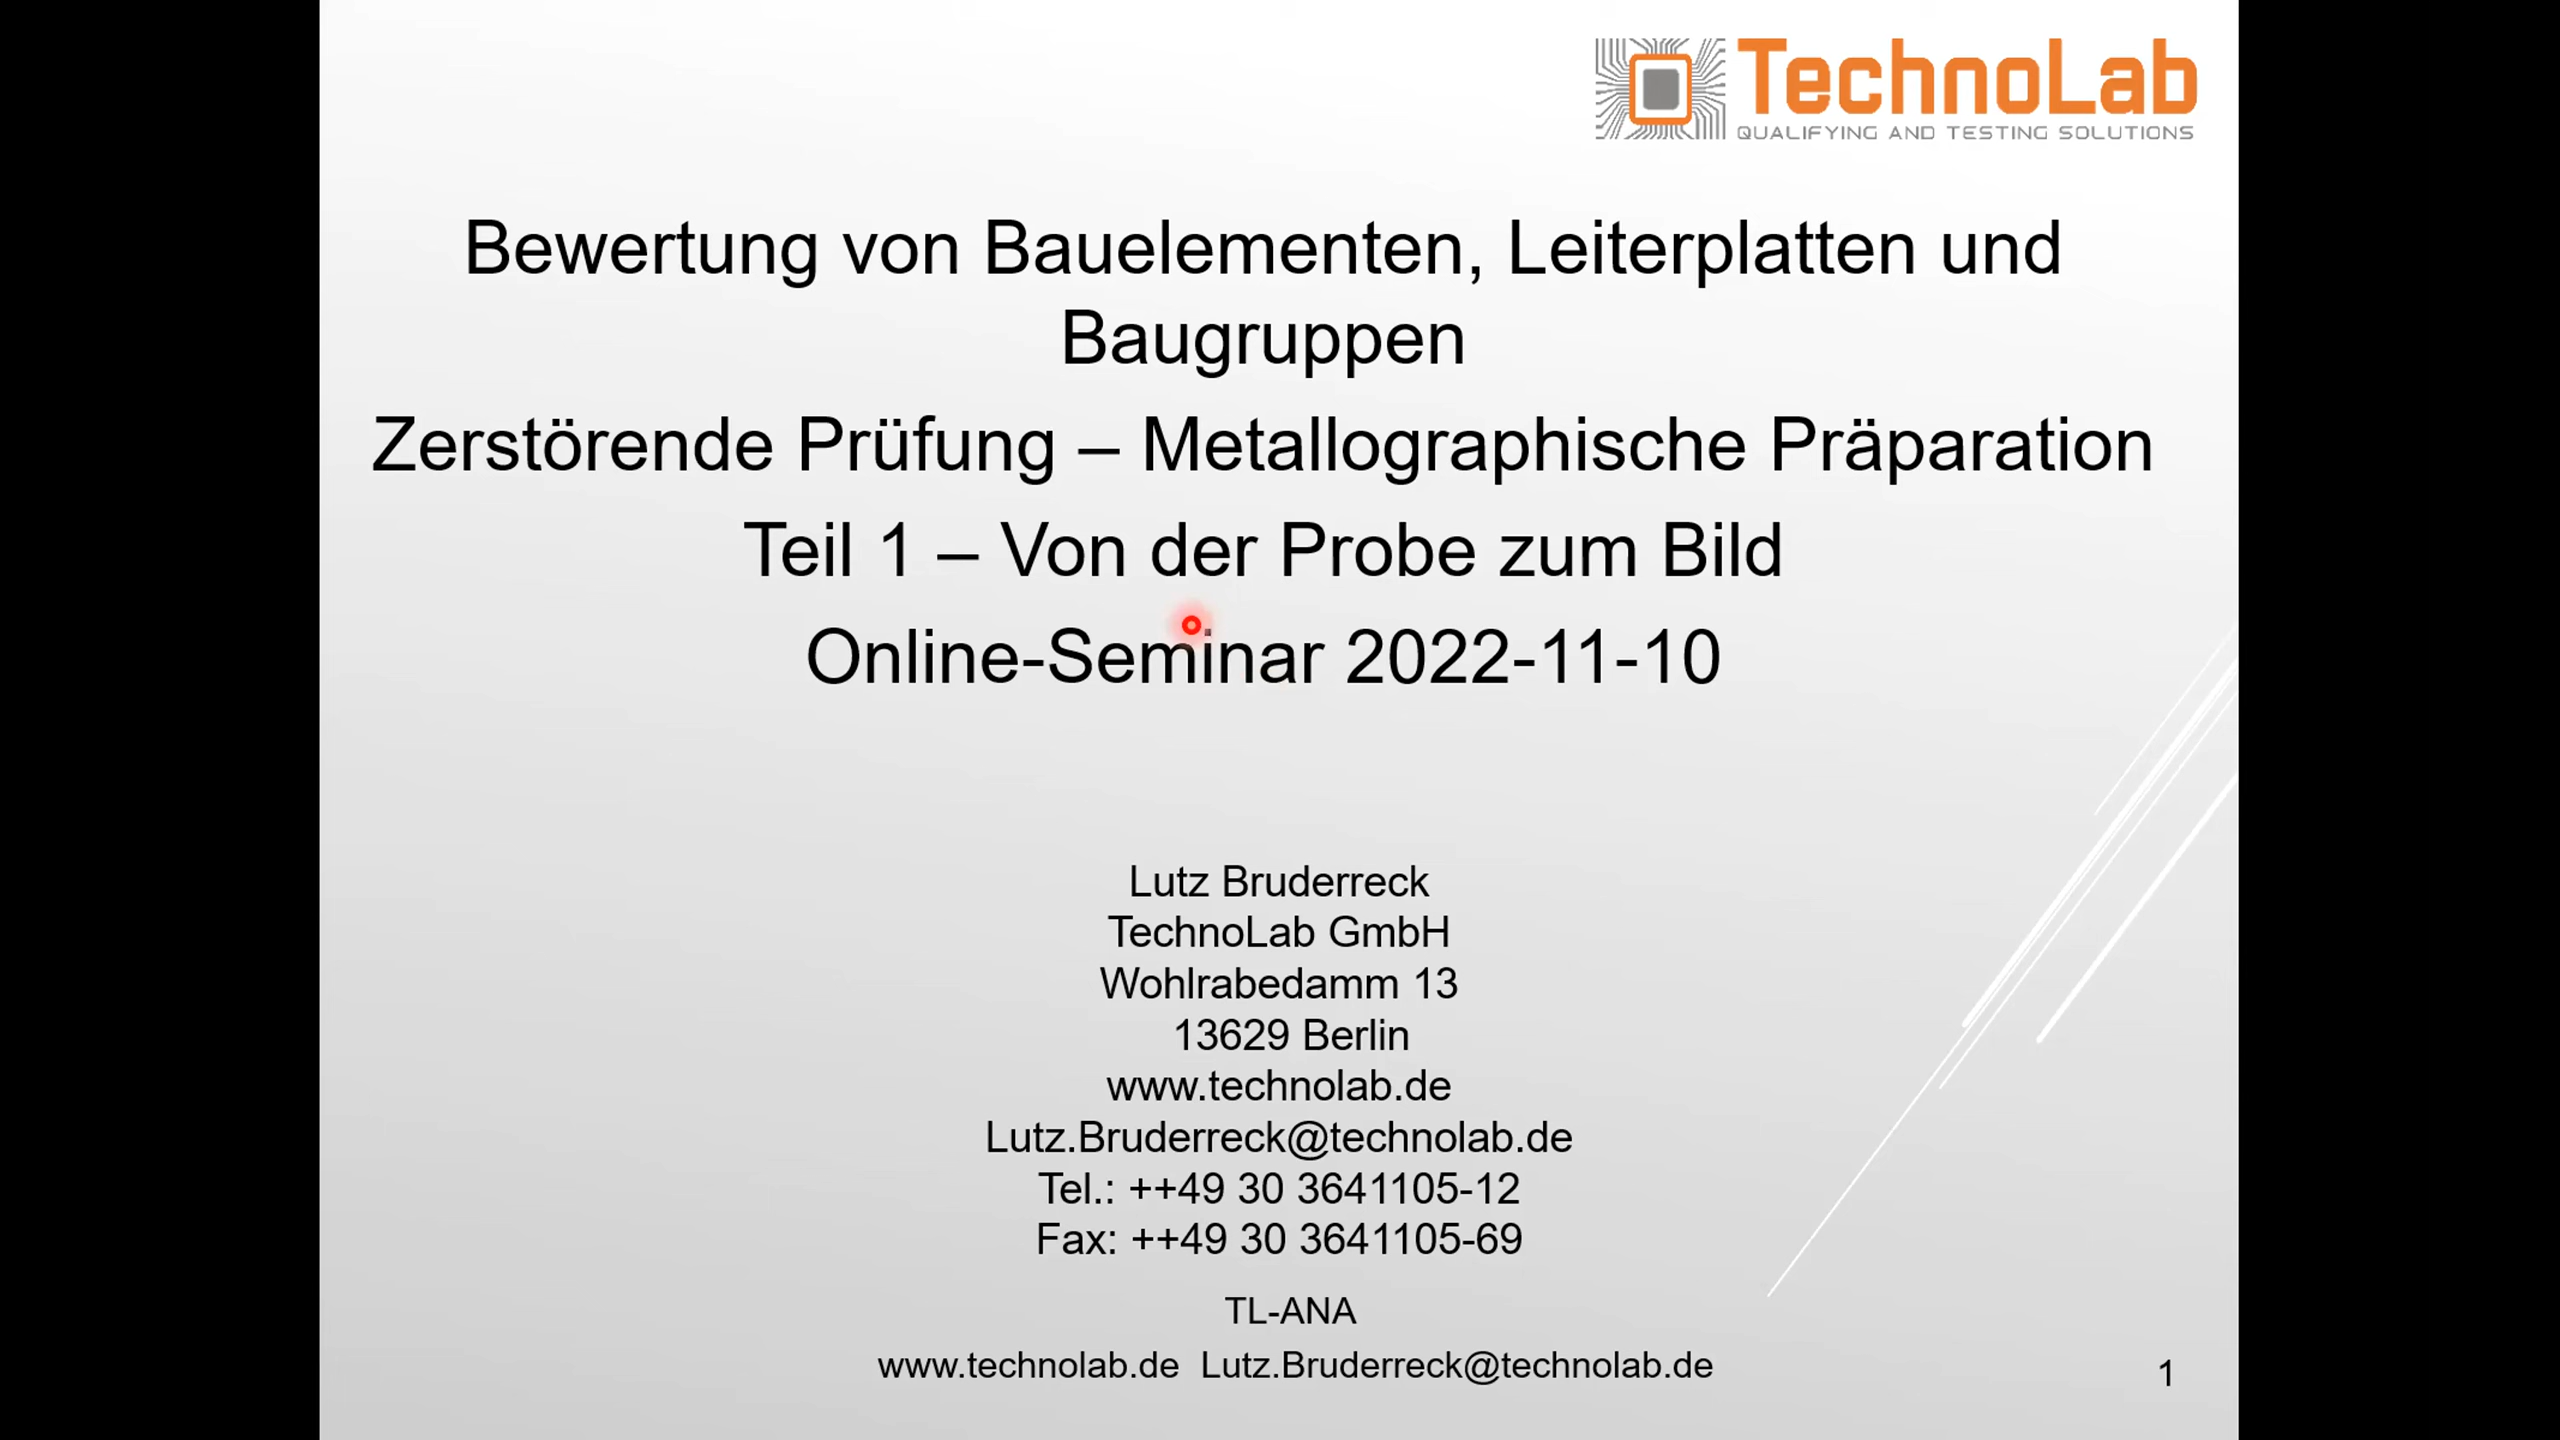 TechnoLab
QUALIFYING AND TESTING SOLUTIONS
Bewertung von Bauelementen, Leiterplatten und
Baugruppen
Zerstörende Prüfung – Metallographische Präparation
Teil 1 – Von der Probe zum Bild
Online-Seminar 2022-11-10
Lutz Bruderreck
TechnoLab GmbH
Wohlrabedamm 13
13629 Berlin
www.technolab.de
Lutz.Bruderreck@technolab.de
Tel.: ++49 30 3641105-12
Fax: ++49 30 3641105-69
TL-ANA
www.technolab.de Lutz.Bruderreck@technolab.de
1